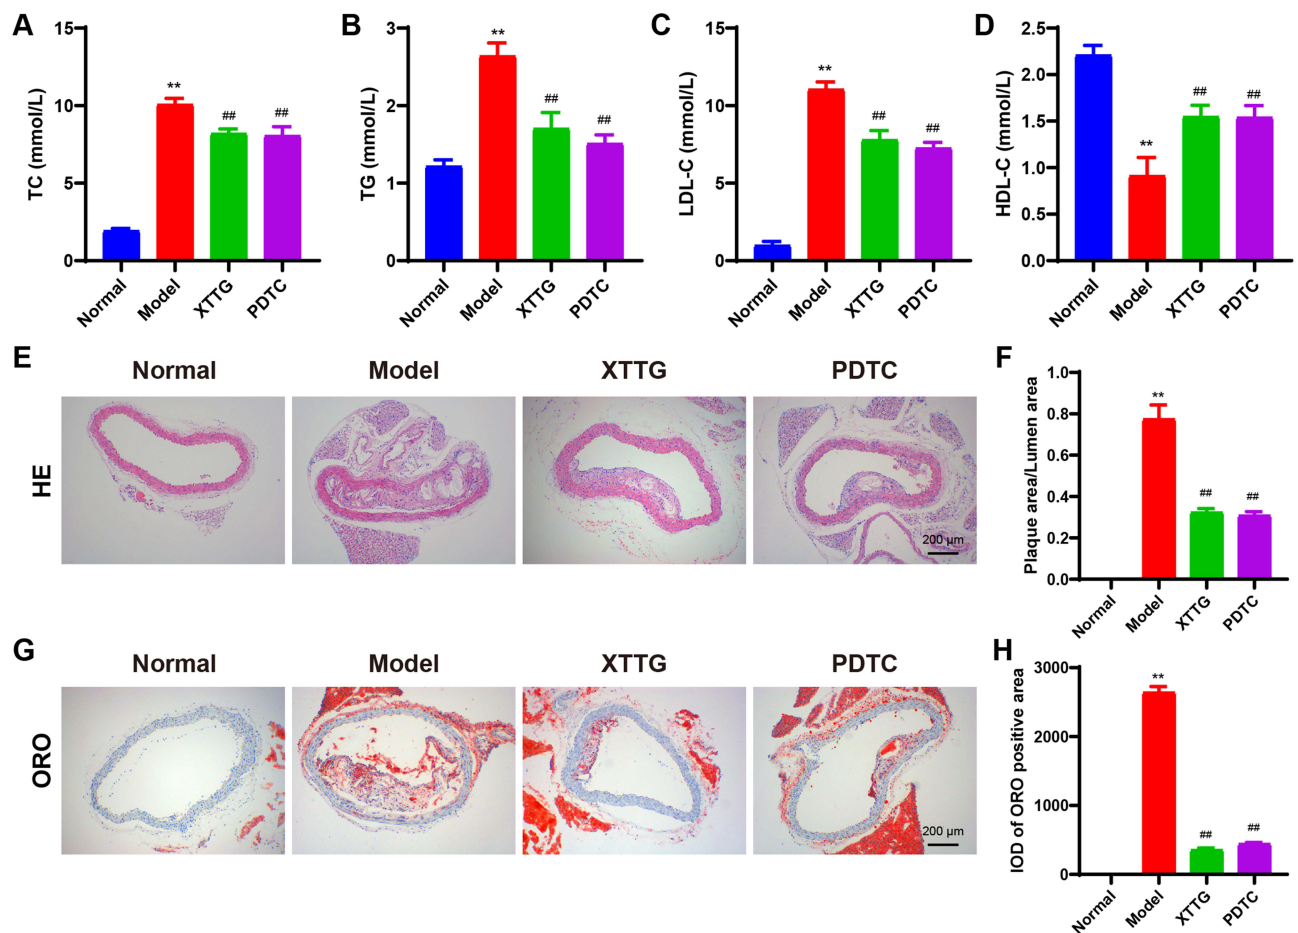 A
TC (mmol/L)
15
10
5
0
**
##
##
Normal
Model
XTTG
PDTC
B
TG (mmol/L)
3
2
1
0
**
##
##
Normal
Model
XTTG
PDTC
C
LDL-C (mmol/L)
15
10
5
0
**
##
##
Normal
Model
XTTG
PDTC
D
HDL-C (mmol/L)
2.5
2.0
1.5
1.0
0.5
0.0
**
##
##
Normal
Model
XTTG
PDTC
E
Normal
Model
XTTG
PDTC
HE
200 μm
F
Plaque area/Lumen area
1.0
0.8
0.6
0.4
0.2
0.0
**
##
##
Normal
Model
XTTG
PDTC
G
Normal
Model
XTTG
PDTC
ORO
200 μm
H
IOD of ORO positive area
3000
2000
1000
0
**
##
##
Normal
Model
XTTG
PDTC